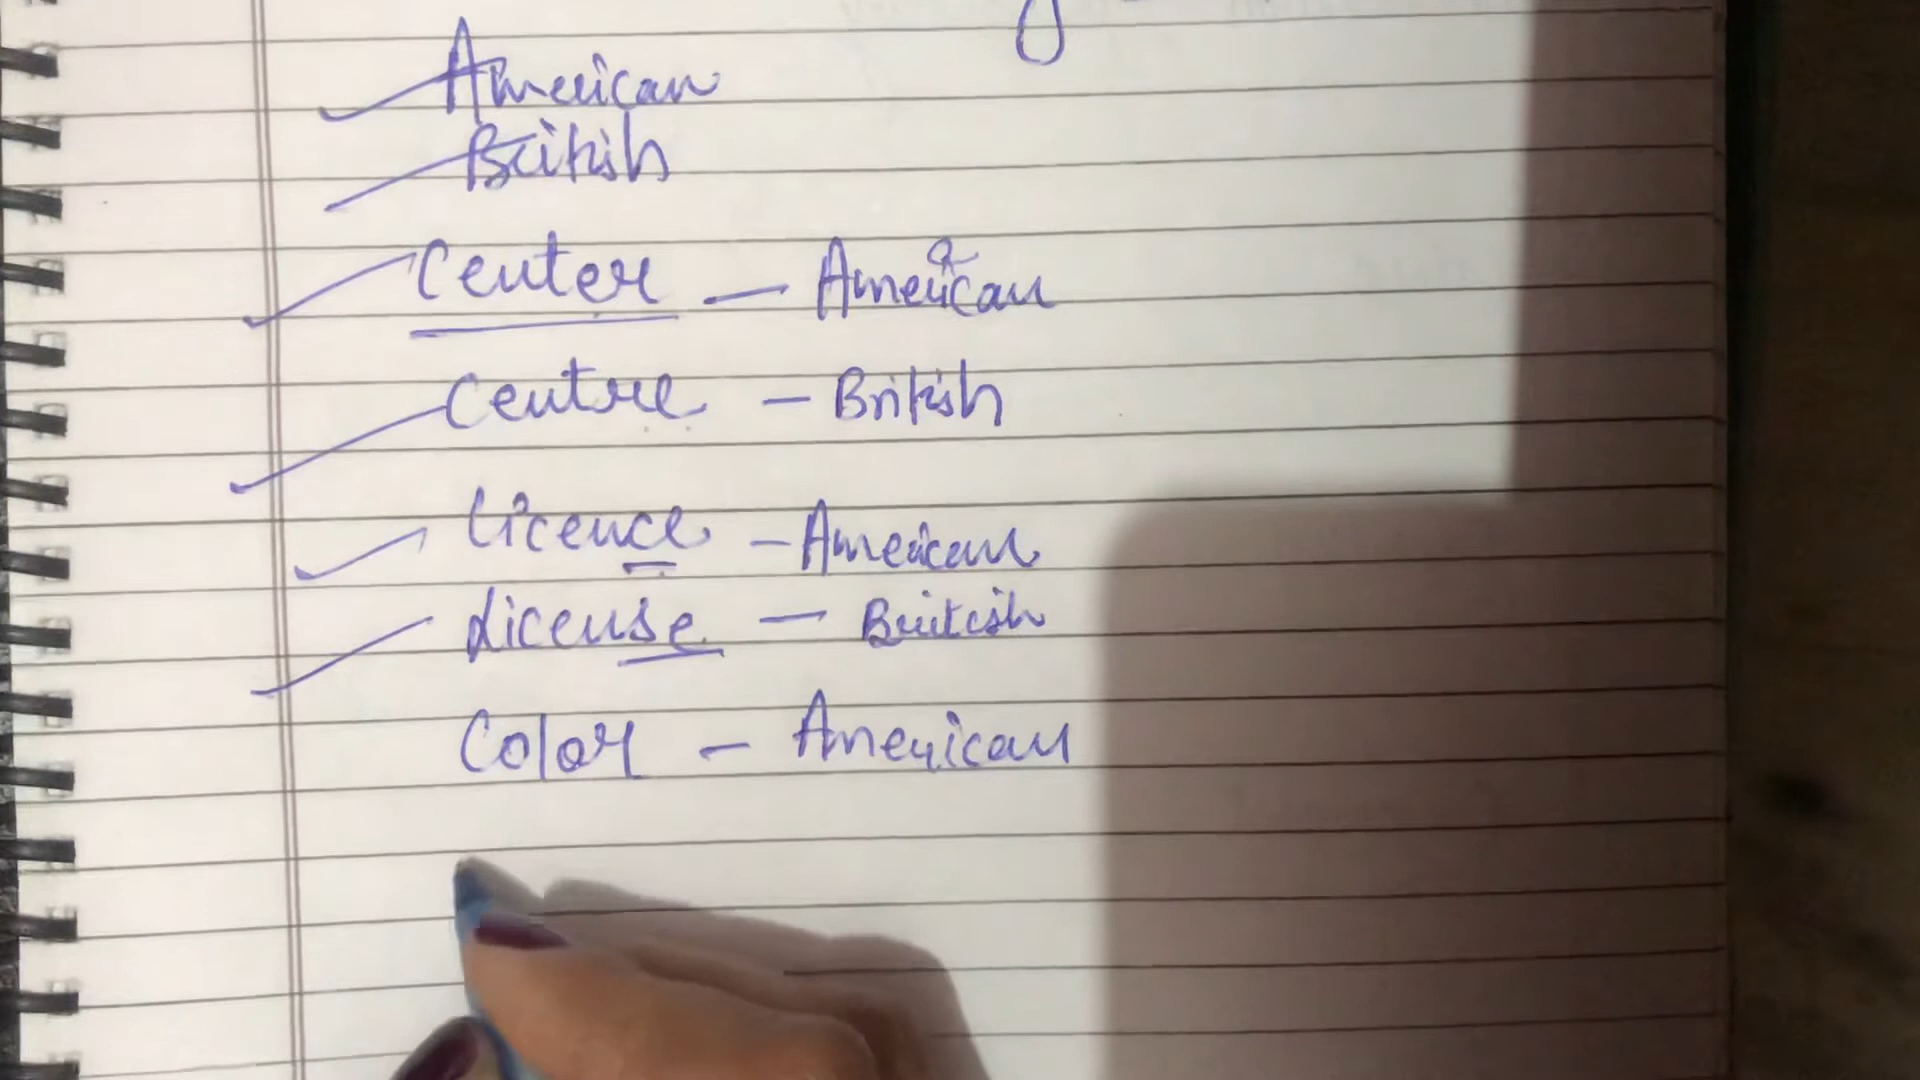 American
British
Center — American
Centre — British
Licence — American
License — British
Color — American